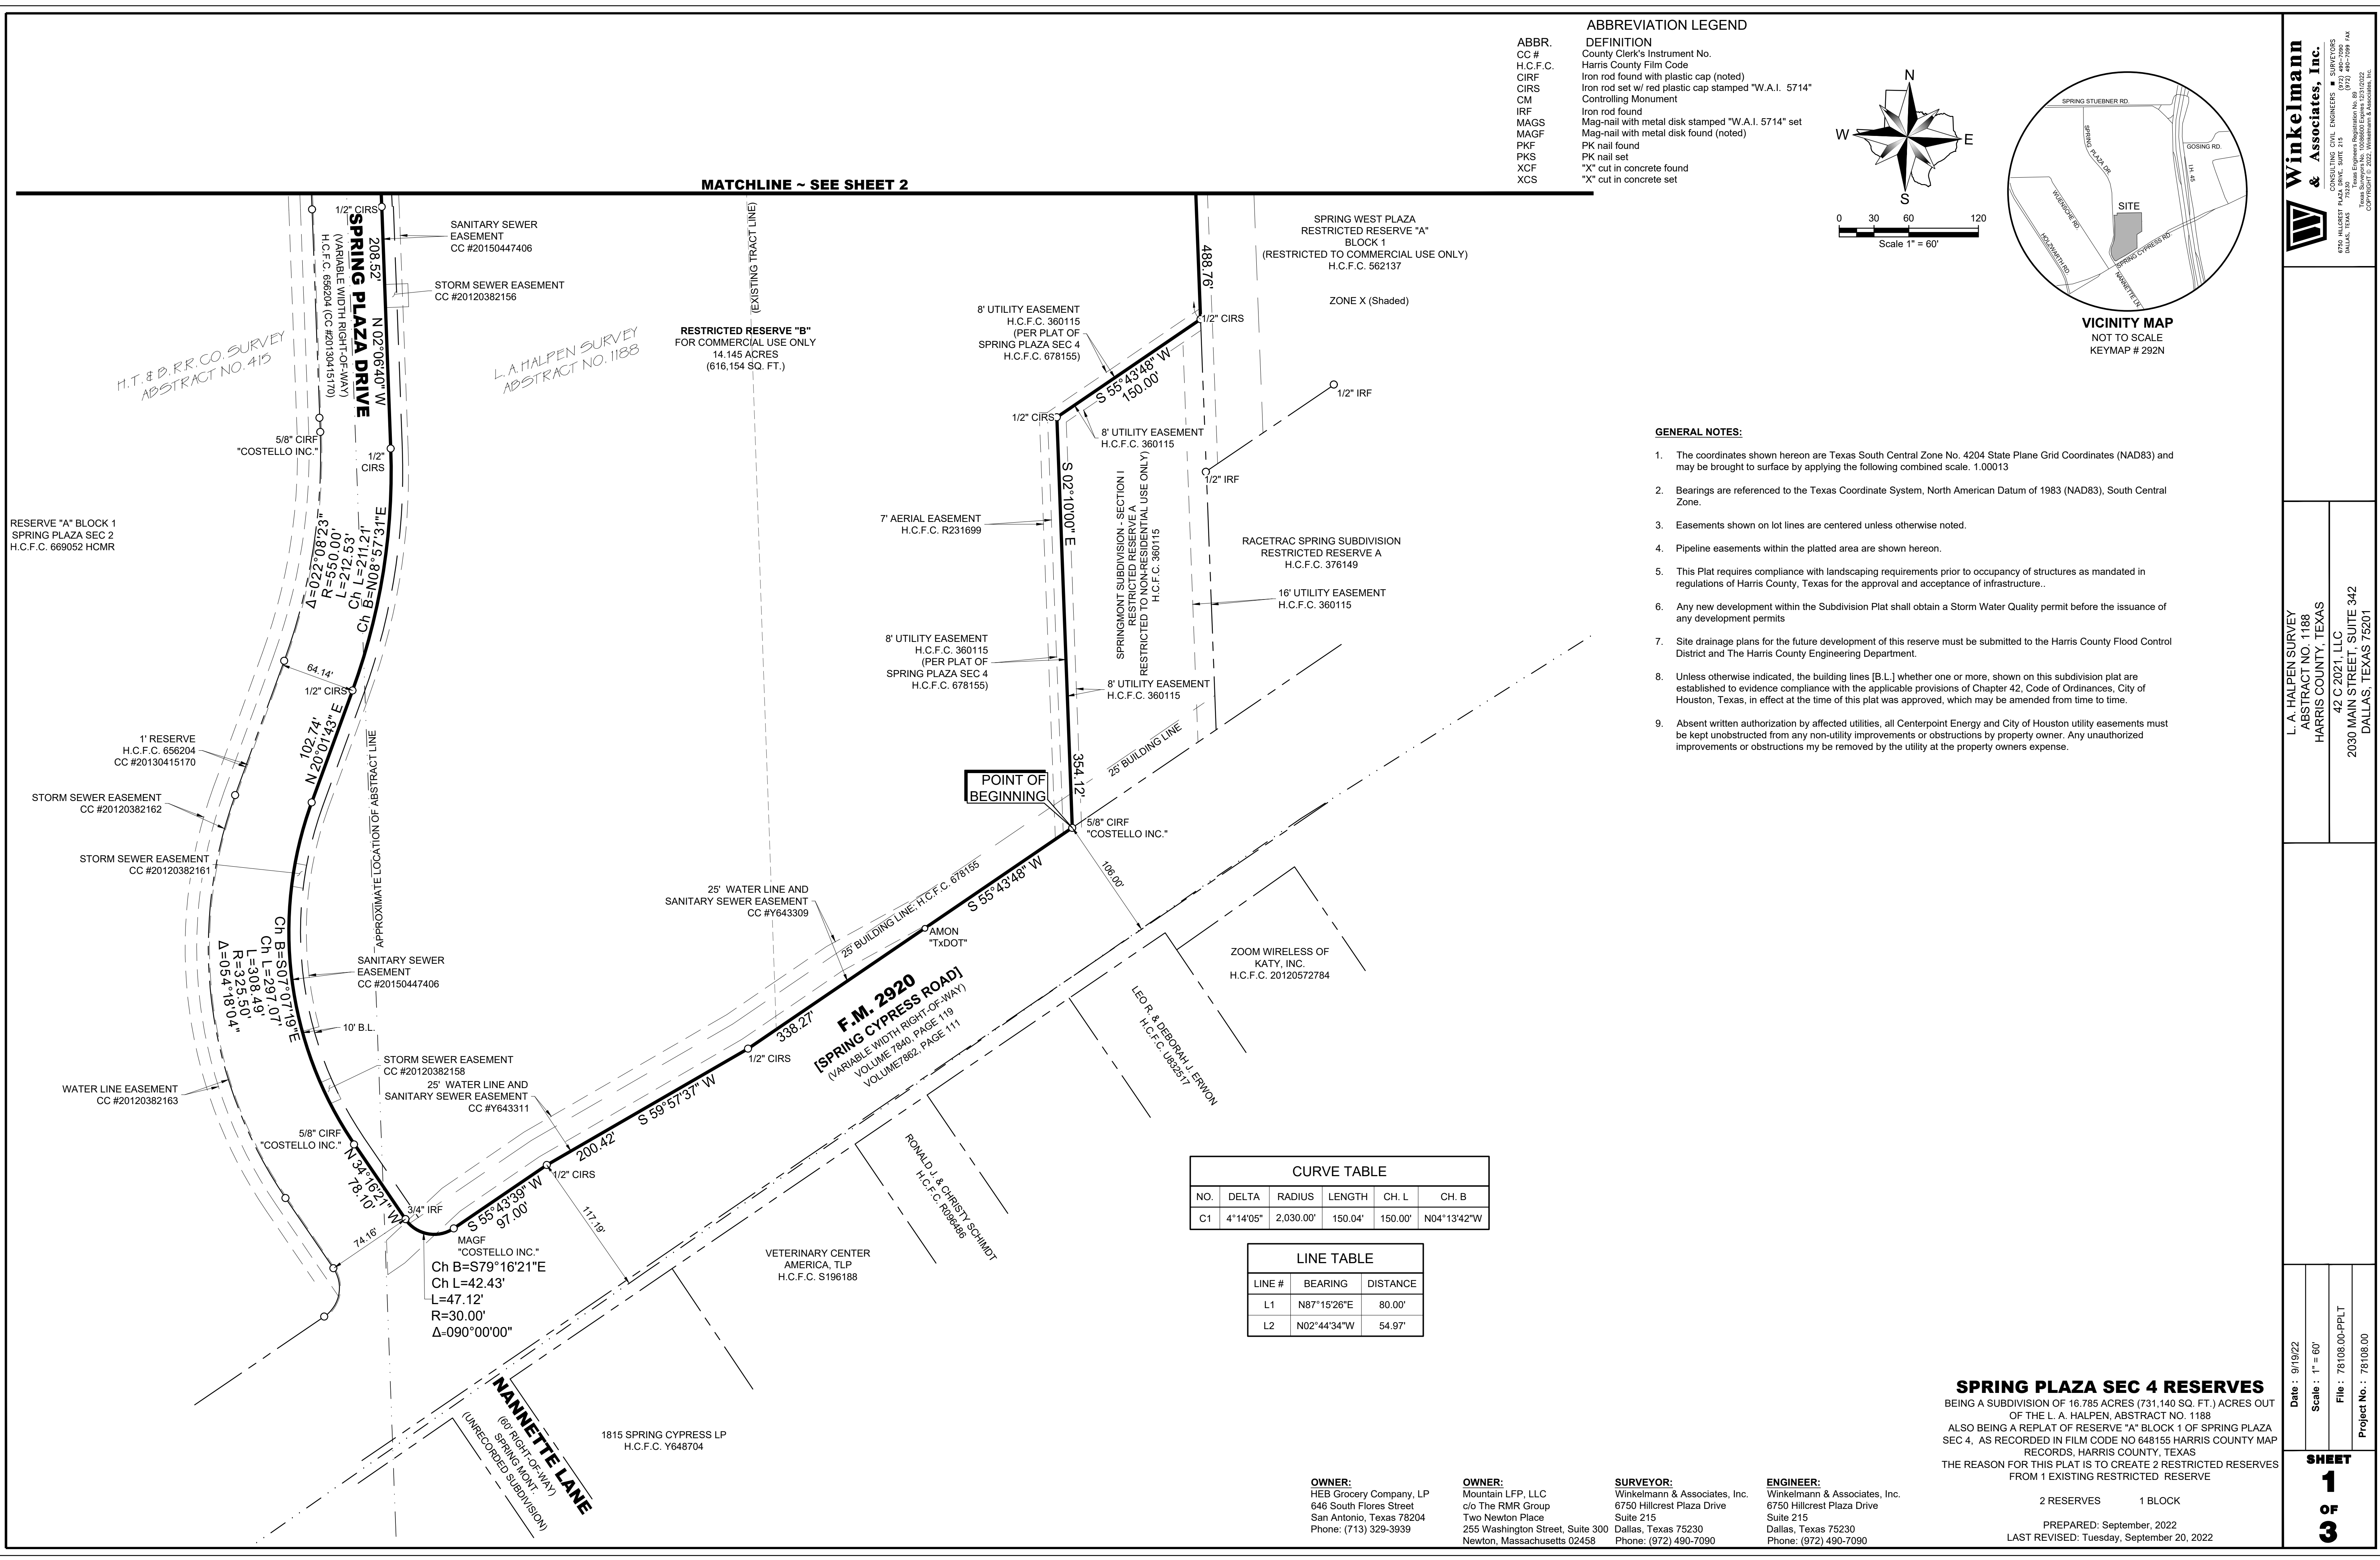 ABBREVIATION LEGEND
ABBR. DEFINITION
CC # County Clerk's Instrument No.
H.C.F.C. Harris County Film Code
CIRF Iron rod found with plastic cap (noted)
CIRS Iron rod set w/ red plastic cap stamped "W.A.I. 5714"
CM Controlling Monument
IRF Iron rod found
MAGS Mag-nail with metal disk stamped "W.A.I. 5714" set
MAGF Mag-nail with metal disk found (noted)
PKF PK nail found
PKS PK nail set
XCF "X" cut in concrete found
XCS "X" cut in concrete set
N
W
E
S
0 30 60 120
Scale 1" = 60'
SPRING STUEBNER RD.
SPRING PLAZA DR
GOSING RD.
I.H. 45
WUENSCHE RD.
SITE
HOLZWARTH RD.
SPRING CYPRESS RD.
NANNETTE LN.
VICINITY MAP
NOT TO SCALE
KEYMAP # 292N
MATCHLINE ~ SEE SHEET 2
1/2" CIRS
SPRING PLAZA DRIVE
(VARIABLE WIDTH RIGHT-OF-WAY)
H.C.F.C. 656204 (CC #20130415170)
208.52'
N 02°06'40" W
SANITARY SEWER
EASEMENT
CC #20150447406
STORM SEWER EASEMENT
CC #20120382156
H.T. & B.R.R. CO. SURVEY
ABSTRACT NO. 415
L. A. HALPEN SURVEY
ABSTRACT NO. 1188
(EXISTING TRACT LINE)
RESTRICTED RESERVE "B"
FOR COMMERCIAL USE ONLY
14.145 ACRES
(616,154 SQ. FT.)
488.76'
SPRING WEST PLAZA
RESTRICTED RESERVE "A"
BLOCK 1
(RESTRICTED TO COMMERCIAL USE ONLY)
H.C.F.C. 562137
ZONE X (Shaded)
8' UTILITY EASEMENT
H.C.F.C. 360115
(PER PLAT OF
SPRING PLAZA SEC 4
H.C.F.C. 678155)
1/2" CIRS
S 55°43'48" W
150.00'
1/2" IRF
1/2" CIRS
8' UTILITY EASEMENT
H.C.F.C. 360115
1/2" IRF
5/8" CIRF
"COSTELLO INC."
1/2"
CIRS
RESERVE "A" BLOCK 1
SPRING PLAZA SEC 2
H.C.F.C. 669052 HCMR
Δ=022°08'23"
R=550.00'
L=212.53'
Ch L=211.21'
Ch B=N08°57'31"E
S 02°10'00" E
354.12'
7' AERIAL EASEMENT
H.C.F.C. R231699
SPRINGMONT SUBDIVISION - SECTION I
RESTRICTED RESERVE A
RESTRICTED TO NON-RESIDENTIAL USE ONLY)
H.C.F.C. 360115
RACETRAC SPRING SUBDIVISION
RESTRICTED RESERVE A
H.C.F.C. 376149
16' UTILITY EASEMENT
H.C.F.C. 360115
8' UTILITY EASEMENT
H.C.F.C. 360115
(PER PLAT OF
SPRING PLAZA SEC 4
H.C.F.C. 678155)
8' UTILITY EASEMENT
H.C.F.C. 360115
64.14'
1/2" CIRS
102.74'
N 20°01'43" E
1' RESERVE
H.C.F.C. 656204
CC #20130415170
STORM SEWER EASEMENT
CC #20120382162
STORM SEWER EASEMENT
CC #20120382161
APPROXIMATE LOCATION OF ABSTRACT LINE
25' BUILDING LINE
POINT OF
BEGINNING
5/8" CIRF
"COSTELLO INC."
106.00'
S 55°43'48" W
338.27'
25' BUILDING LINE; H.C.F.C. 678155
25' WATER LINE AND
SANITARY SEWER EASEMENT
CC #Y643309
AMON
"TxDOT"
Ch B=S07°07'19"E
Ch L=297.07'
L=308.49'
R=325.50'
Δ=054°18'04"
SANITARY SEWER
EASEMENT
CC #20150447406
10' B.L.
F.M. 2920
[SPRING CYPRESS ROAD]
(VARIABLE WIDTH RIGHT-OF-WAY)
VOLUME 7840, PAGE 119
VOLUME7862, PAGE 111
1/2" CIRS
ZOOM WIRELESS OF
KATY, INC.
H.C.F.C. 20120572784
LEO R. & DEBORAH J. ERWON
H.C.F.C. U832517
STORM SEWER EASEMENT
CC #20120382158
25' WATER LINE AND
SANITARY SEWER EASEMENT
CC #Y643311
WATER LINE EASEMENT
CC #20120382163
S 59°57'37" W
200.42'
5/8" CIRF
"COSTELLO INC."
N 34°16'21" W
78.10'
3/4" IRF
1/2" CIRS
S 55°43'39" W
97.00'
74.16'
117.19'
RONALD J. & CHRISTY SCHIMDT
H.C.F.C. R096486
MAGF
"COSTELLO INC."
Ch B=S79°16'21"E
Ch L=42.43'
L=47.12'
R=30.00'
Δ=090°00'00"
VETERINARY CENTER
AMERICA, TLP
H.C.F.C. S196188
NANNETTE LANE
(60' RIGHT-OF-WAY)
SPRING MONT.
(UNRECORDED SUBDIVISION)
1815 SPRING CYPRESS LP
H.C.F.C. Y648704
GENERAL NOTES:
1. The coordinates shown hereon are Texas South Central Zone No. 4204 State Plane Grid Coordinates (NAD83) and
may be brought to surface by applying the following combined scale. 1.00013
2. Bearings are referenced to the Texas Coordinate System, North American Datum of 1983 (NAD83), South Central
Zone.
3. Easements shown on lot lines are centered unless otherwise noted.
4. Pipeline easements within the platted area are shown hereon.
5. This Plat requires compliance with landscaping requirements prior to occupancy of structures as mandated in
regulations of Harris County, Texas for the approval and acceptance of infrastructure..
6. Any new development within the Subdivision Plat shall obtain a Storm Water Quality permit before the issuance of
any development permits
7. Site drainage plans for the future development of this reserve must be submitted to the Harris County Flood Control
District and The Harris County Engineering Department.
8. Unless otherwise indicated, the building lines [B.L.] whether one or more, shown on this subdivision plat are
established to evidence compliance with the applicable provisions of Chapter 42, Code of Ordinances, City of
Houston, Texas, in effect at the time of this plat was approved, which may be amended from time to time.
9. Absent written authorization by affected utilities, all Centerpoint Energy and City of Houston utility easements must
be kept unobstructed from any non-utility improvements or obstructions by property owner. Any unauthorized
improvements or obstructions my be removed by the utility at the property owners expense.
CURVE TABLE
NO. DELTA RADIUS LENGTH CH. L CH. B
C1 4°14'05" 2,030.00' 150.04' 150.00' N04°13'42"W
LINE TABLE
LINE # BEARING DISTANCE
L1 N87°15'26"E 80.00'
L2 N02°44'34"W 54.97'
OWNER:
HEB Grocery Company, LP
646 South Flores Street
San Antonio, Texas 78204
Phone: (713) 329-3939
OWNER:
Mountain LFP, LLC
c/o The RMR Group
Two Newton Place
255 Washington Street, Suite 300
Newton, Massachusetts 02458
SURVEYOR:
Winkelmann & Associates, Inc.
6750 Hillcrest Plaza Drive
Suite 215
Dallas, Texas 75230
Phone: (972) 490-7090
ENGINEER:
Winkelmann & Associates, Inc.
6750 Hillcrest Plaza Drive
Suite 215
Dallas, Texas 75230
Phone: (972) 490-7090
SPRING PLAZA SEC 4 RESERVES
BEING A SUBDIVISION OF 16.785 ACRES (731,140 SQ. FT.) ACRES OUT
OF THE L. A. HALPEN, ABSTRACT NO. 1188
ALSO BEING A REPLAT OF RESERVE "A" BLOCK 1 OF SPRING PLAZA
SEC 4, AS RECORDED IN FILM CODE NO 648155 HARRIS COUNTY MAP
RECORDS, HARRIS COUNTY, TEXAS
THE REASON FOR THIS PLAT IS TO CREATE 2 RESTRICTED RESERVES
FROM 1 EXISTING RESTRICTED RESERVE
2 RESERVES 1 BLOCK
PREPARED: September, 2022
LAST REVISED: Tuesday, September 20, 2022
Winkelmann
& Associates, Inc.
CONSULTING CIVIL ENGINEERS ■ SURVEYORS
6750 HILLCREST PLAZA DRIVE, SUITE 215 (972) 490-7090
DALLAS, TEXAS 75230 (972) 490-7099 FAX
Texas Engineers Registration No. 89
Texas Surveyors No. 10086600 Expires 12/31/2022
COPYRIGHT © 2022, Winkelmann & Associates, Inc.
L. A. HALPEN SURVEY
ABSTRACT NO. 1188
HARRIS COUNTY, TEXAS
42 C 2021, LLC
2030 MAIN STREET, SUITE 342
DALLAS, TEXAS 75201
Date : 9/19/22
Scale : 1" = 60'
File : 78108.00-PPLT
Project No. : 78108.00
SHEET
1
OF
3